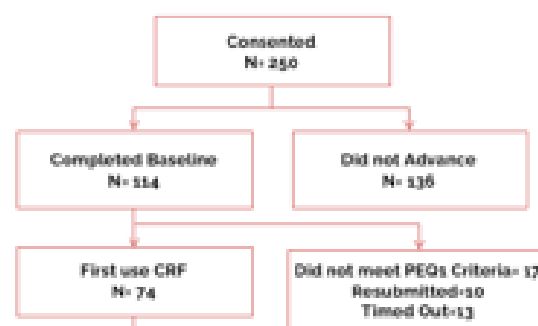 Consented
N= 250
Completed Baseline
N= 114
Did not Advance
N= 136
First use CRF
N= 74
Did not meet PEQ1 Criteria= 17
Resubmitted=10
Timed Out=13